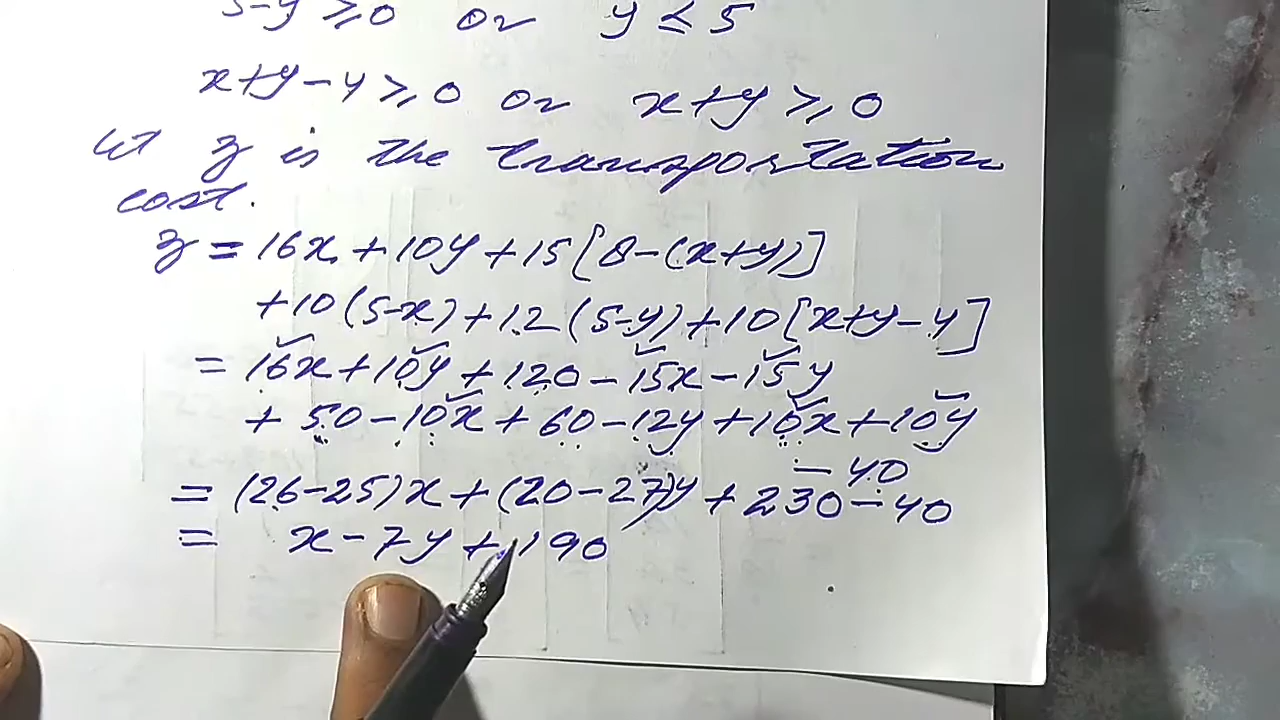 5-y ≥ 0 or y ≤ 5
x+y-4 ≥ 0 or x+y ≥ 0
let z is the transportation
cost.
z = 16x + 10y + 15[8-(x+y)]
+10(5-x)+12(5-y)+10[x+y-4]
= 16x+10y+120-15x-15y
+ 50-10x+60-12y+10x+10y
-40
= (26-25)x+(20-27)y+230-40
= x-7y+190